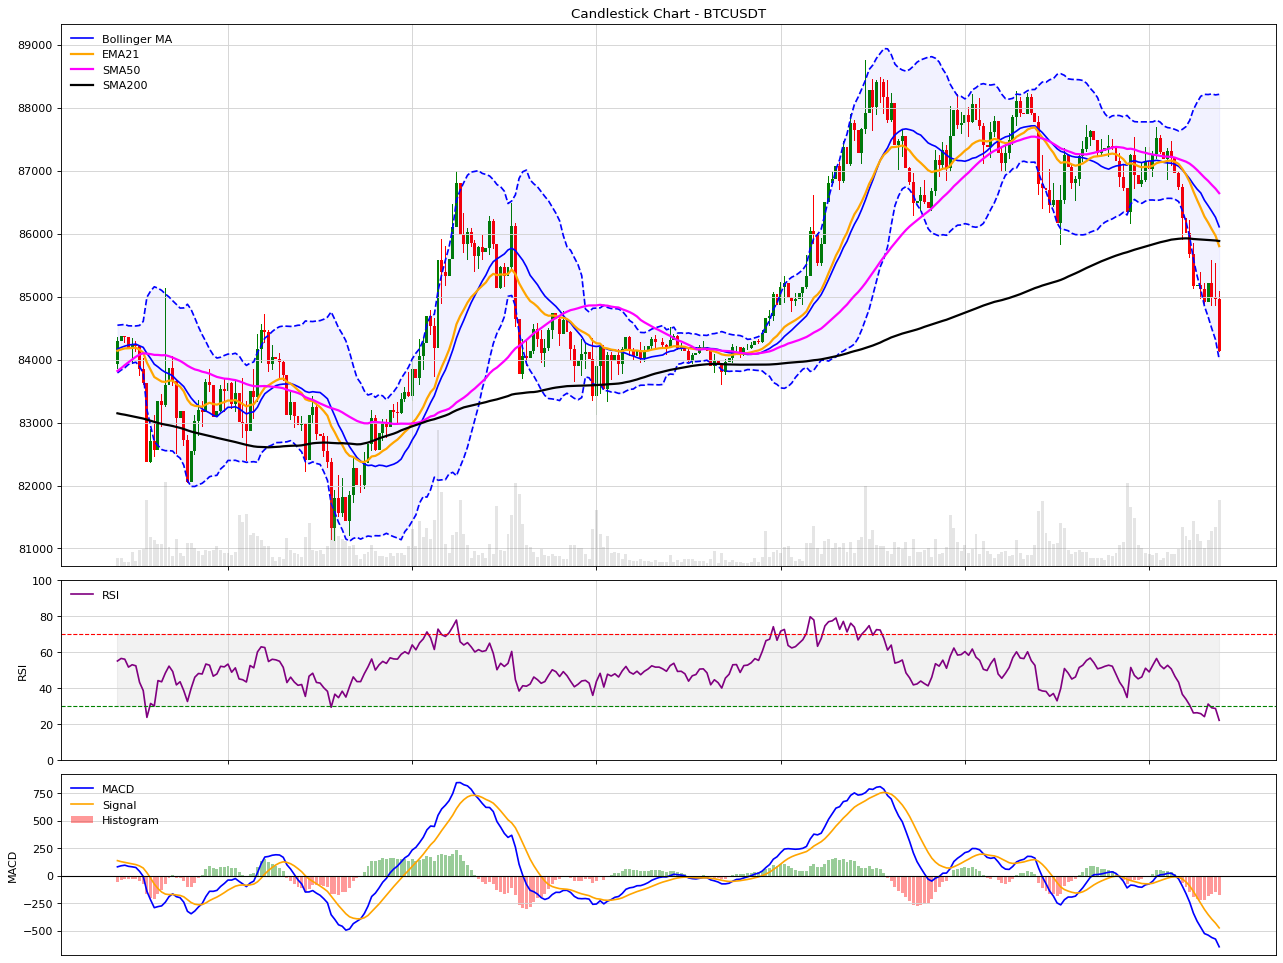 Candlestick Chart - BTCUSDT
Bollinger MA
EMA21
SMA50
SMA200
89000
88000
87000
86000
85000
84000
83000
82000
81000
RSI
100
80
60
40
20
0
RSI
MACD
Signal
Histogram
750
500
250
0
−250
−500
MACD